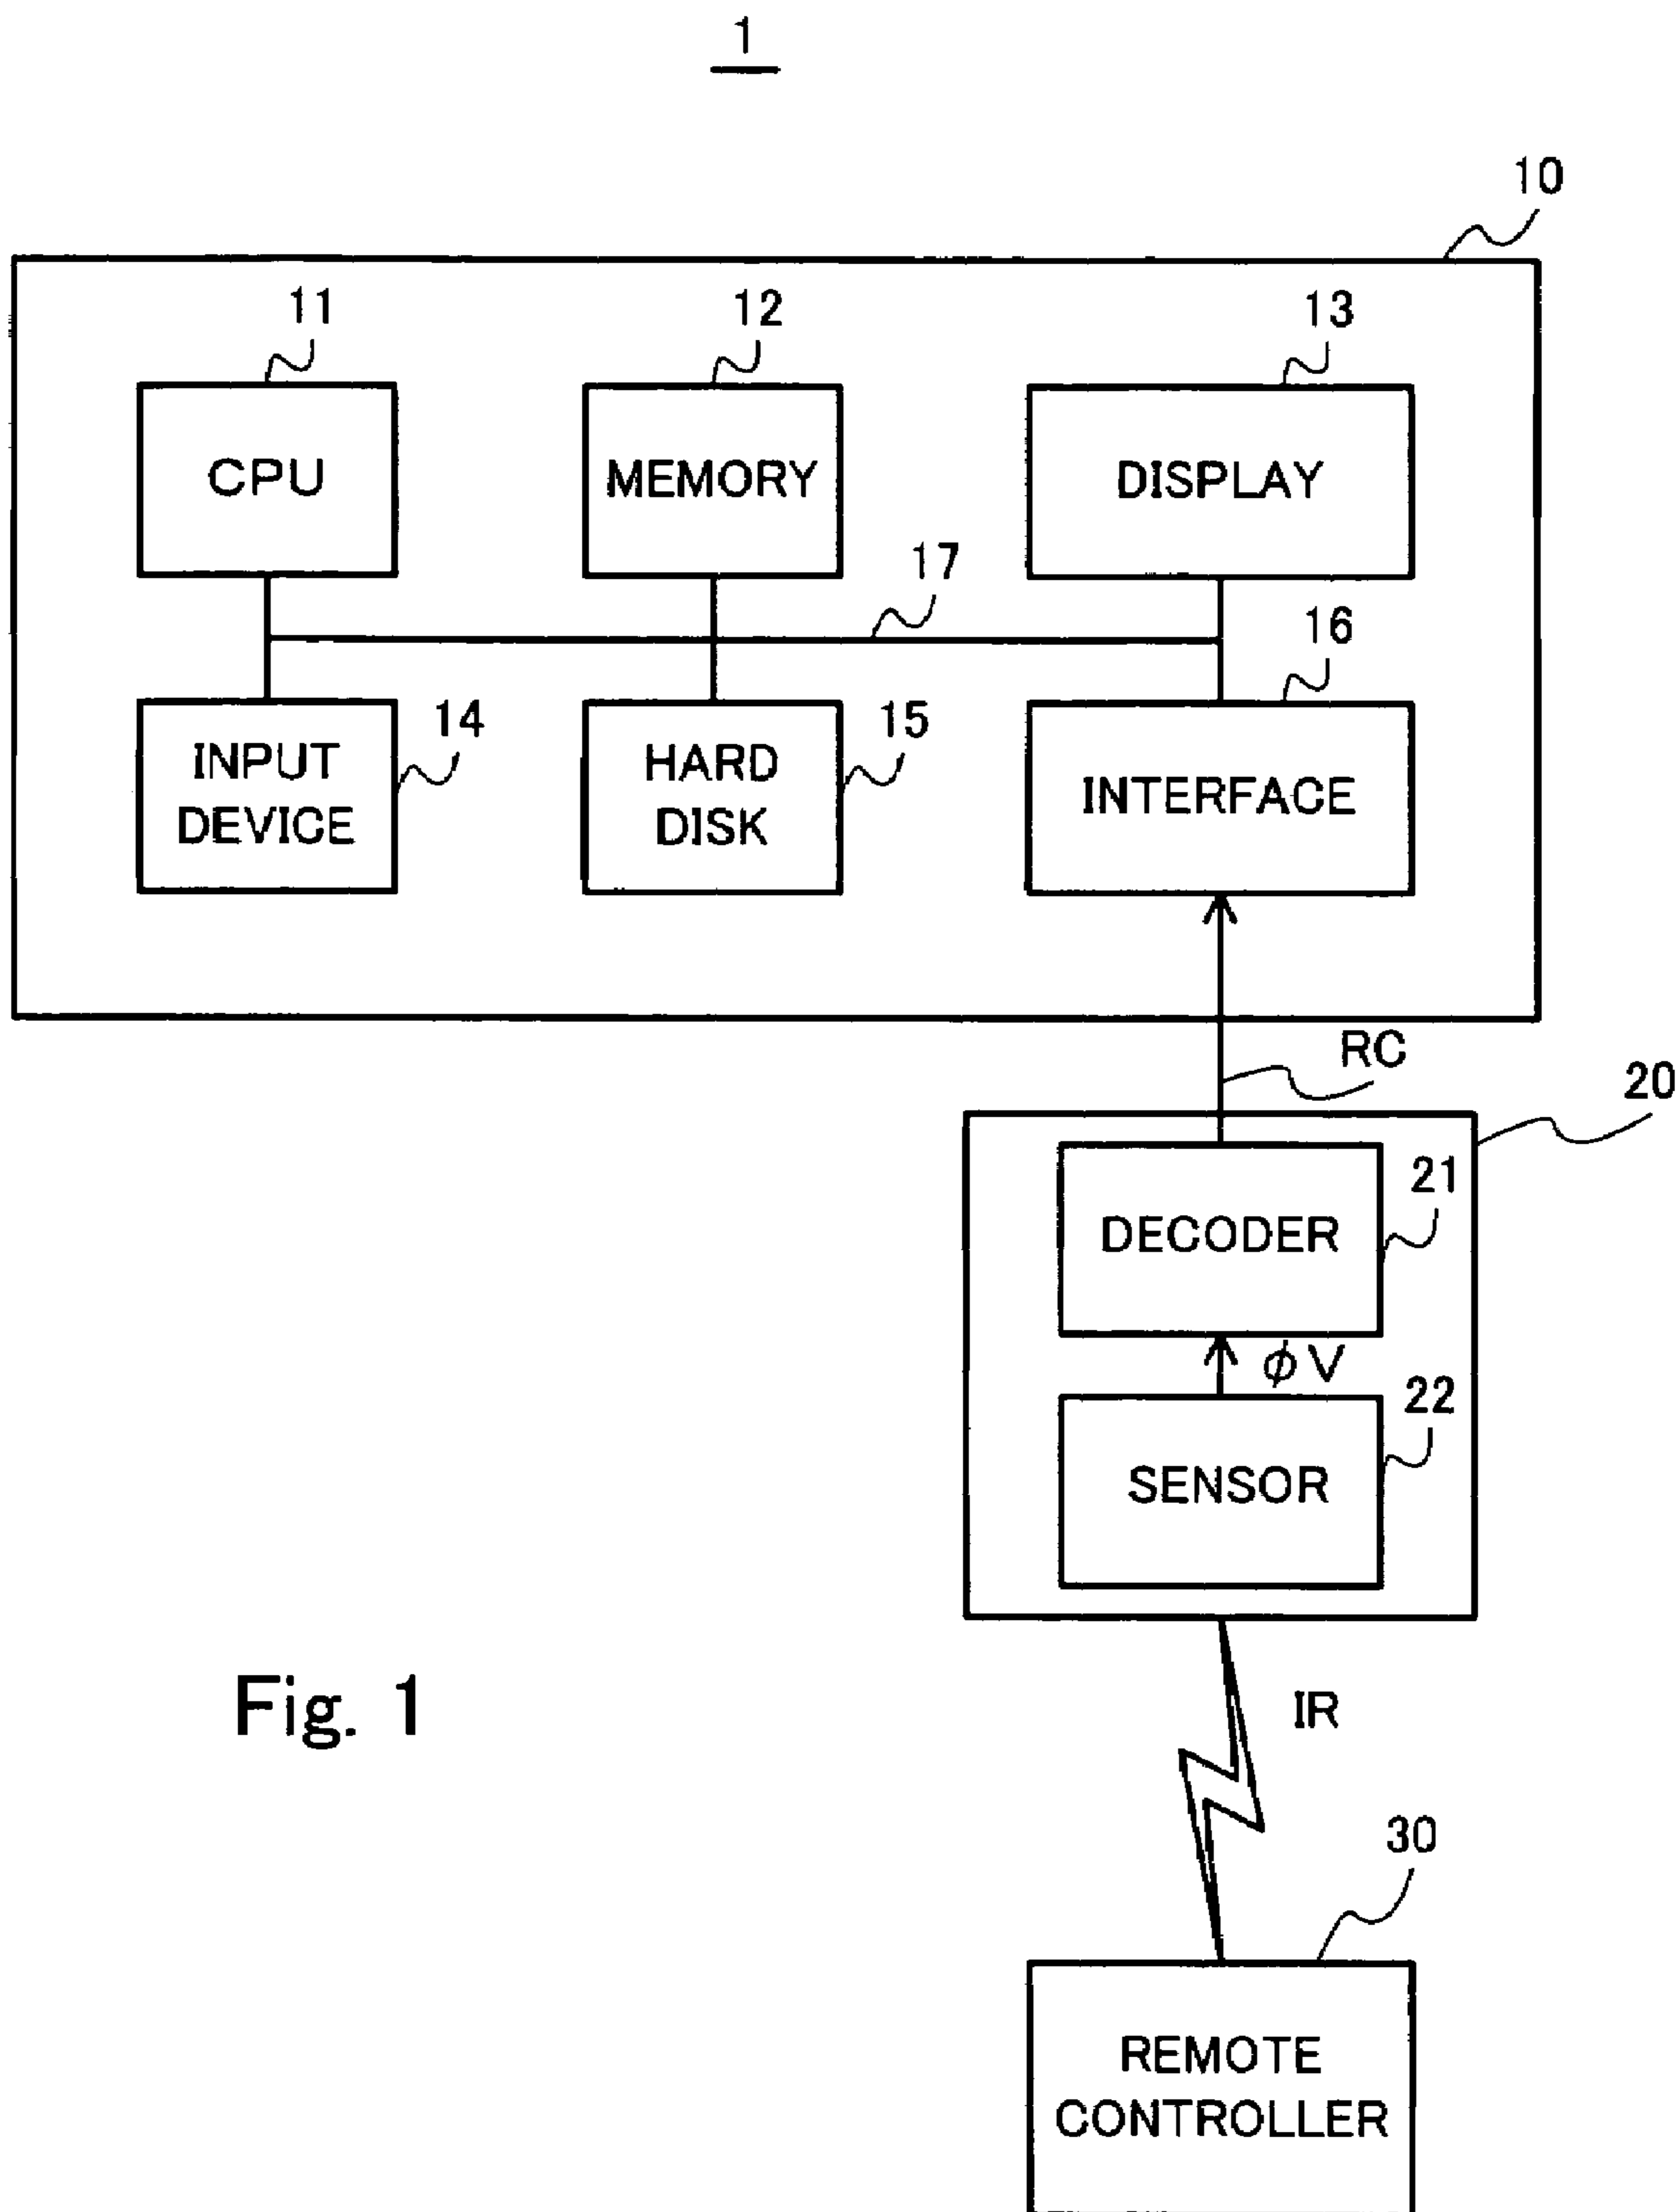 1
10
11
12
13
CPU
MEMORY
DISPLAY
17
16
14
15
INPUT
DEVICE
HARD
DISK
INTERFACE
RC
20
21
DECODER
ϕV
22
SENSOR
IR
Fig. 1
30
REMOTE
CONTROLLER